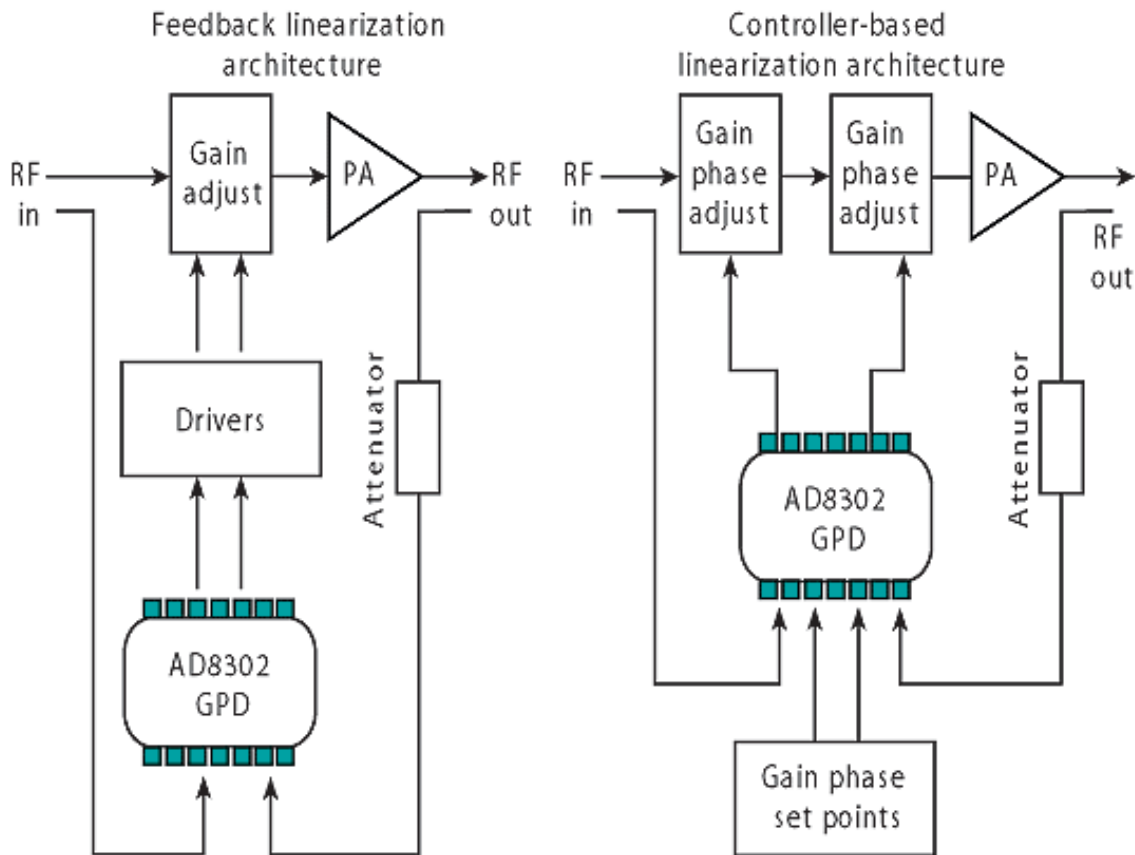 Feedback linearization
architecture
RF
in
Gain
adjust
PA
RF
out
Drivers
Attenuator
AD8302
GPD
Controller-based
linearization architecture
RF
in
Gain
phase
adjust
Gain
phase
adjust
PA
RF
out
Attenuator
AD8302
GPD
Gain phase
set points